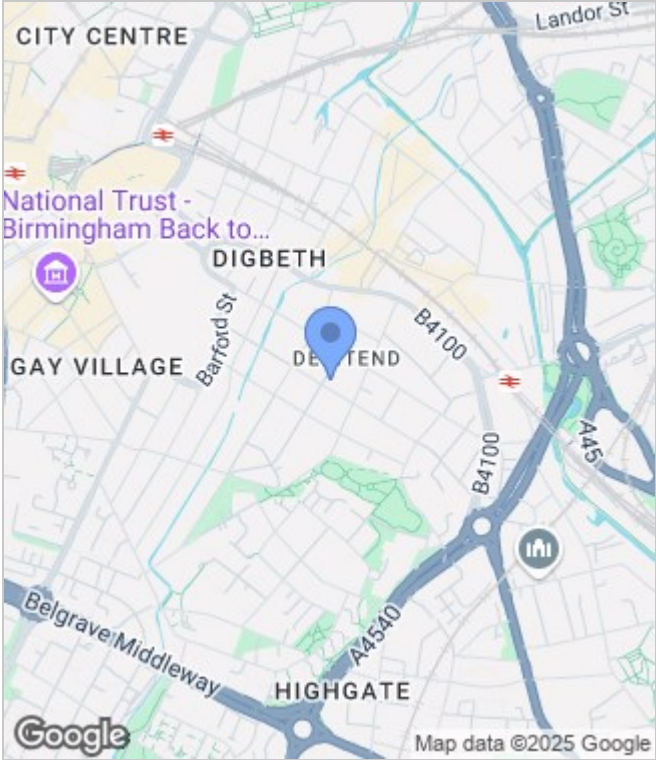 Landor St
CITY CENTRE
National Trust -
Birmingham Back to...
DIGBETH
Barford St
B4100
GAY VILLAGE
A45
B4100
Belgrave Middleway
A4540
HIGHGATE
Google
Map data ©2025 Google